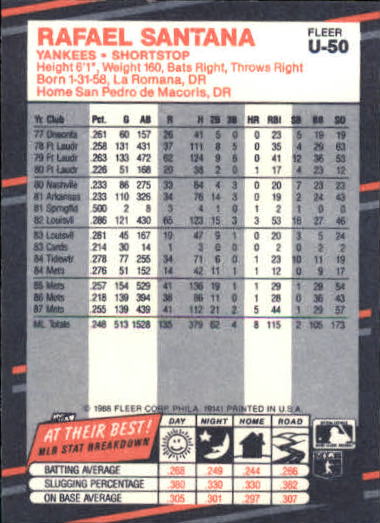 RAFAEL SANTANA
FLEER
U-50
YANKEES • SHORTSTOP
Height 6'1", Weight 160, Bats Right, Throws Right
Born 1-31-58, La Romana, DR
Home San Pedro de Macoris, DR
Yr. Club Pct. G AB R H 2B 3B HR RBI SB BB SO
77 Oneonta .261 60 157 26 41 5 0 0 23 5 19 19
78 Ft Laudr .258 131 431 37 111 8 5 0 35 4 29 63
79 Ft Laudr .263 133 472 62 124 9 6 0 41 12 36 53
80 Ft Laudr .226 51 168 20 38 2 0 1 17 4 23 12
80 Nashvlle .233 86 275 33 64 4 3 0 20 7 23 23
81 Arkansas .233 110 326 34 76 14 3 0 19 2 27 43
81 Springfld .500 2 8 4 0 1 1 2 1 0 0
82 Louisvil .286 121 430 65 123 15 3 3 53 16 27 46
83 Louisvil .281 45 167 19 47 9 1 0 20 3 5 24
83 Cards .214 30 14 1 3 0 0 0 2 0 2 2
84 Tidewtr .278 77 255 34 71 6 0 1 23 10 11 19
84 Mets .276 51 152 14 42 11 1 1 12 0 9 17
85 Mets .257 154 529 41 136 19 1 1 29 1 29 54
86 Mets .218 139 394 38 86 11 0 1 28 0 36 43
87 Mets .255 139 439 41 112 21 2 5 44 1 29 57
ML Totals .248 513 1528 135 379 62 4 8 115 2 105 173
© 1988 FLEER CORP. PHILA. 19141 PRINTED IN U.S.A.
AT THEIR BEST!
MLB STAT BREAKDOWN
DAY NIGHT HOME ROAD
BATTING AVERAGE .268 .249 .244 .266
SLUGGING PERCENTAGE .380 .330 .330 .362
ON BASE AVERAGE .305 .301 .297 .307